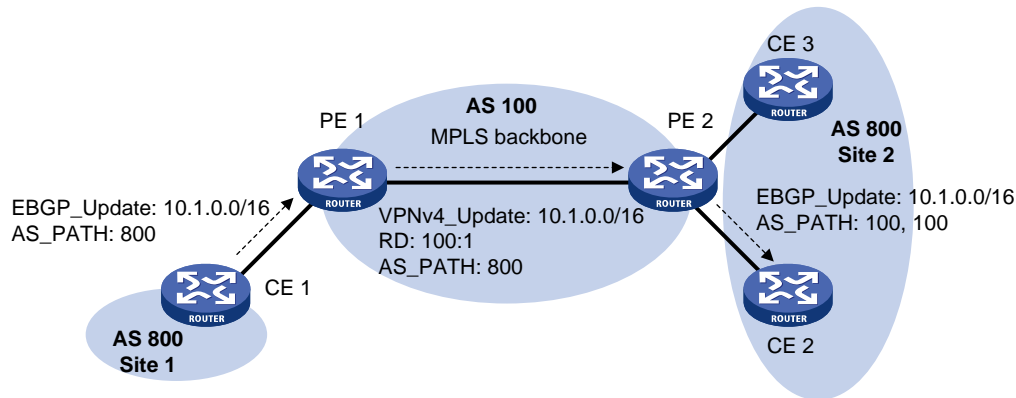 CE 3
ROUTER
AS 100
MPLS backbone
PE 1
ROUTER
PE 2
ROUTER
AS 800
Site 2
EBGP_Update: 10.1.0.0/16
AS_PATH: 800
VPNv4_Update: 10.1.0.0/16
RD: 100:1
AS_PATH: 800
EBGP_Update: 10.1.0.0/16
AS_PATH: 100, 100
CE 1
ROUTER
AS 800
Site 1
ROUTER
CE 2